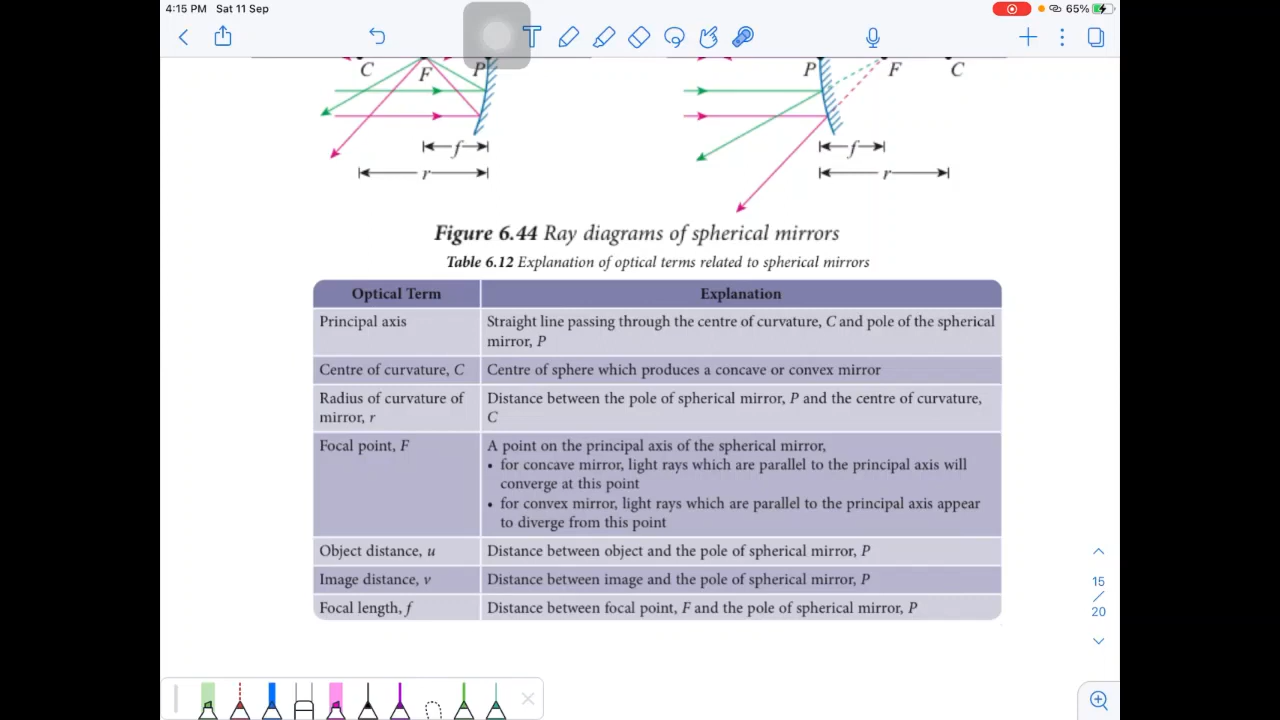 4:15 PM Sat 11 Sep
65%
T
C
F
P
P
F
C
f
f
r
r
Figure 6.44 Ray diagrams of spherical mirrors
Table 6.12 Explanation of optical terms related to spherical mirrors
Optical Term
Explanation
Principal axis
Straight line passing through the centre of curvature, C and pole of the spherical
mirror, P
Centre of curvature, C
Centre of sphere which produces a concave or convex mirror
Radius of curvature of
mirror, r
Distance between the pole of spherical mirror, P and the centre of curvature,
C
Focal point, F
A point on the principal axis of the spherical mirror,
• for concave mirror, light rays which are parallel to the principal axis will
converge at this point
• for convex mirror, light rays which are parallel to the principal axis appear
to diverge from this point
Object distance, u
Distance between object and the pole of spherical mirror, P
Image distance, v
Distance between image and the pole of spherical mirror, P
Focal length, f
Distance between focal point, F and the pole of spherical mirror, P
15
/
20